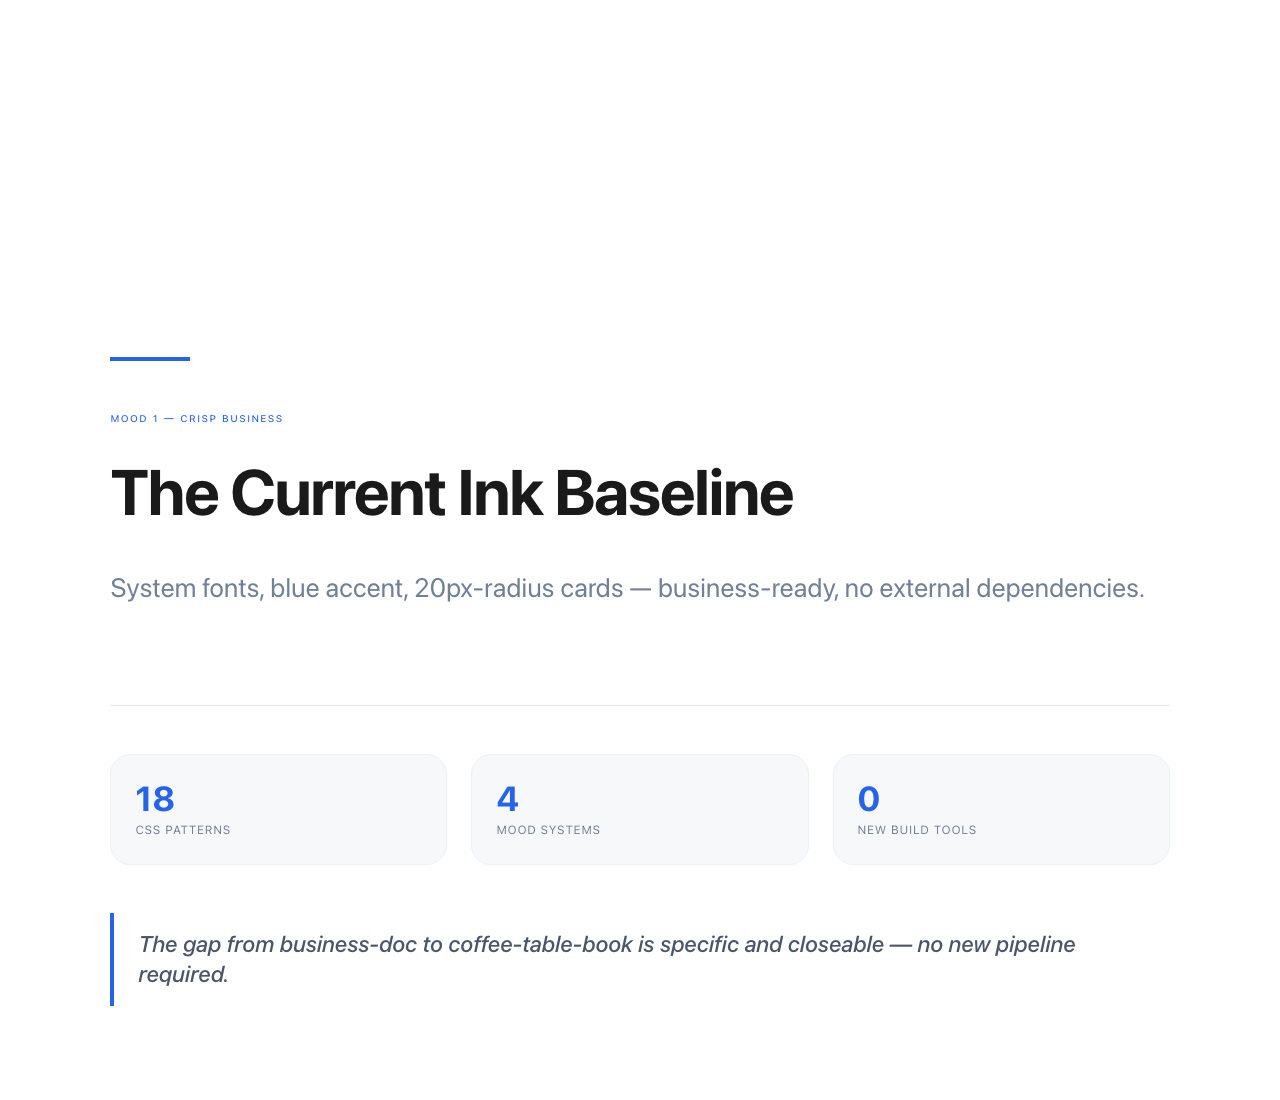 MOOD 1 — CRISP BUSINESS
The Current Ink Baseline
System fonts, blue accent, 20px-radius cards — business-ready, no external dependencies.
18
CSS PATTERNS
4
MOOD SYSTEMS
0
NEW BUILD TOOLS
The gap from business-doc to coffee-table-book is specific and closeable — no new pipeline
required.